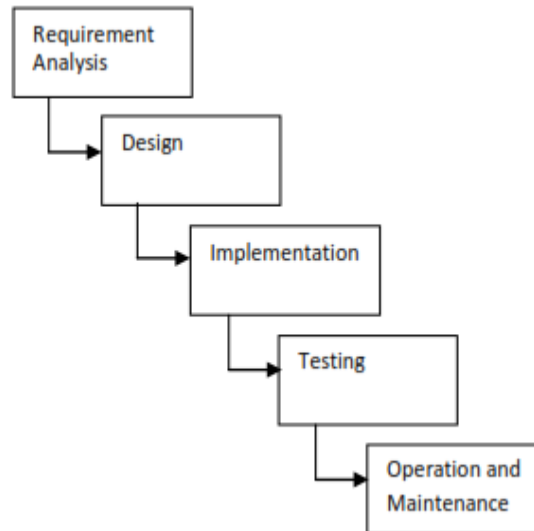 Requirement
Analysis
Design
Implementation
Testing
Operation and
Maintenance